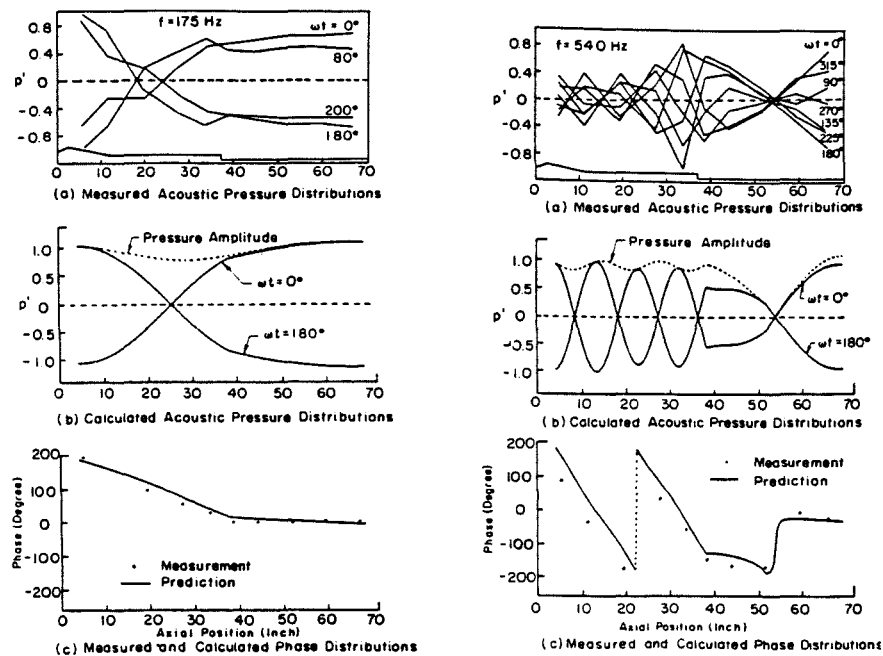 f=175 Hz
ωt=0°
80°
200°
180°
0.8
0.4
p' 0
-0.4
-0.8
0 10 20 30 40 50 60 70
(a) Measured Acoustic Pressure Distributions
Pressure Amplitude
ωt=0°
ωt=180°
1.0
0.5
p' 0
-0.5
-1.0
0 10 20 30 40 50 60 70
(b) Calculated Acoustic Pressure Distributions
200
100
0
-100
-200
Phase (Degree)
Measurement
Prediction
0 10 20 30 40 50 60 70
Axial Position (Inch)
(c) Measured and Calculated Phase Distributions
f=540 Hz
ωt=0°
315°
90°
270°
135°
225°
180°
0.8
0.4
p' 0
-0.4
-0.8
0 10 20 30 40 50 60 70
(a) Measured Acoustic Pressure Distributions
Pressure Amplitude
ωt=0°
ωt=180°
1.0
0.5
p' 0
-0.5
-1.0
0 10 20 30 40 50 60 70
(b) Calculated Acoustic Pressure Distributions
200
100
0
-100
-200
Phase (Degree)
Measurement
Prediction
0 10 20 30 40 50 60 70
Axial Position (Inch)
(c) Measured and Calculated Phase Distributions